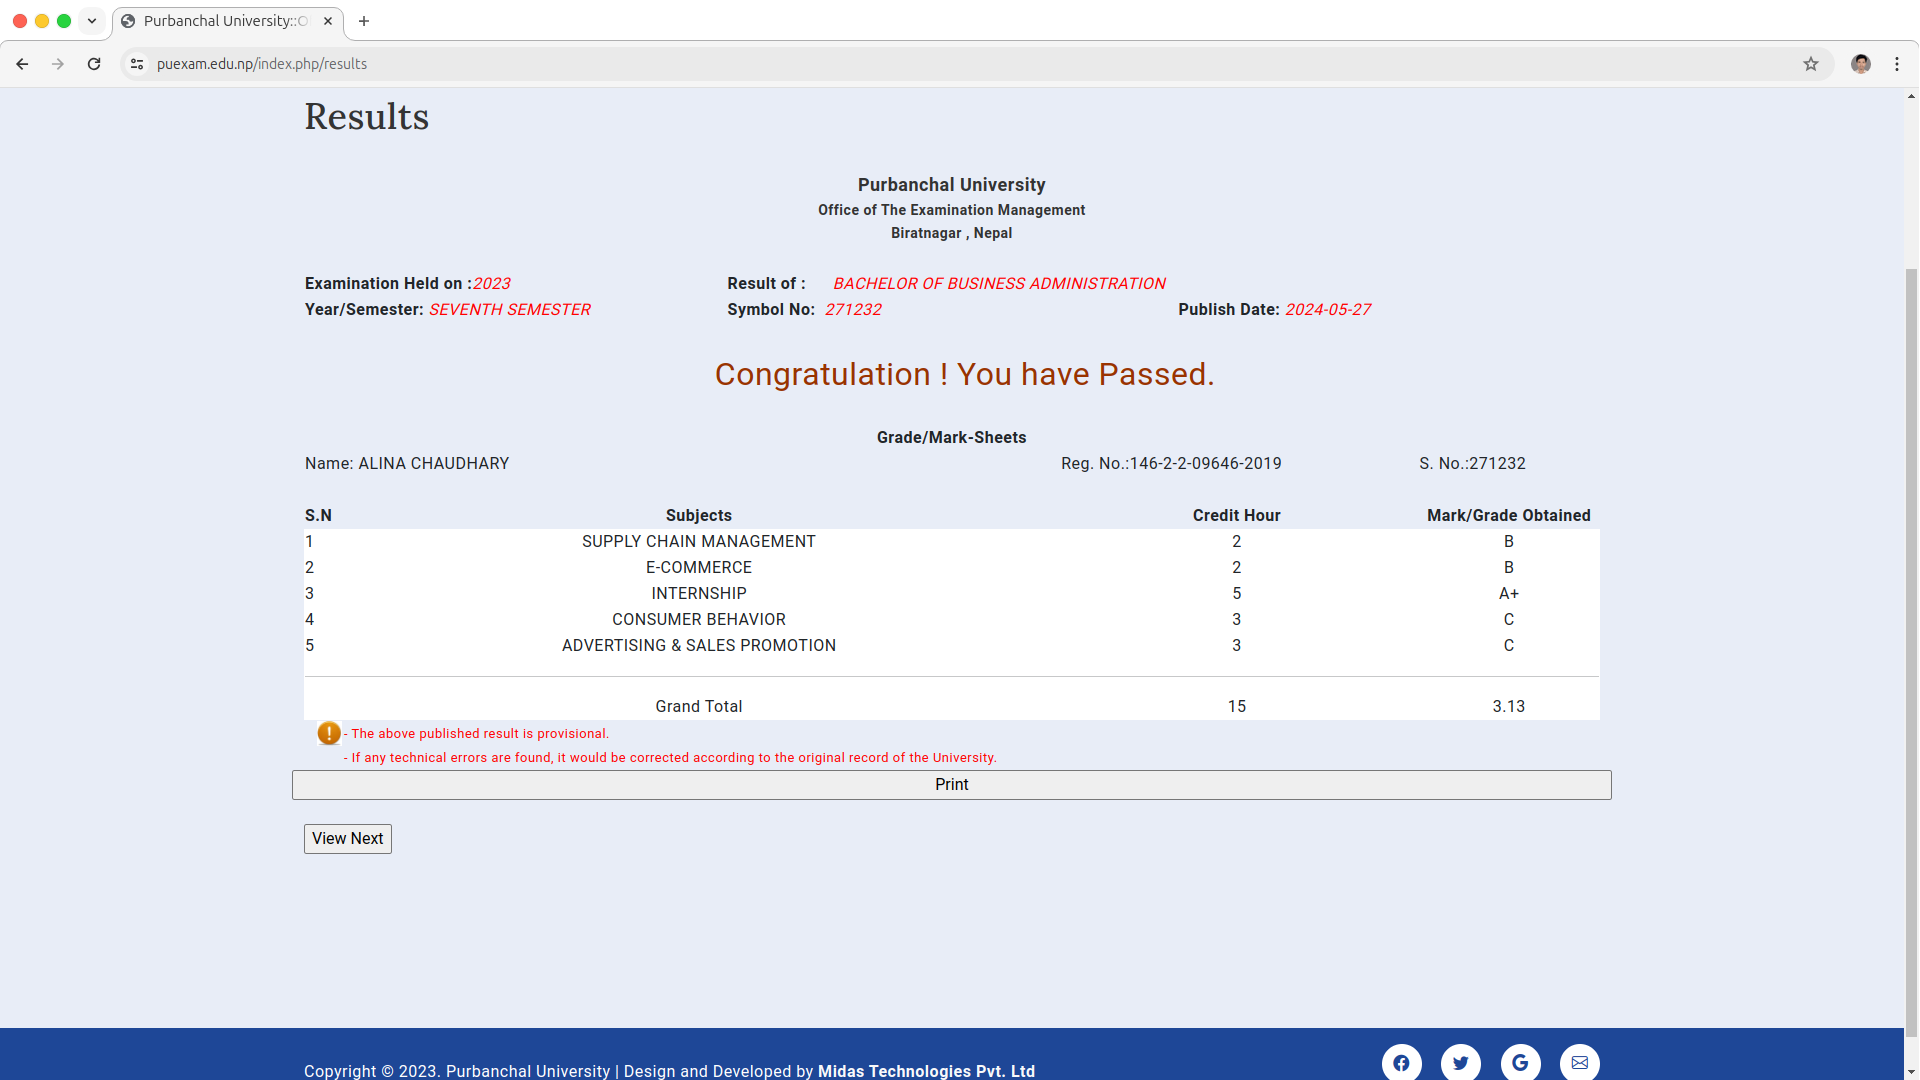 Purbanchal University::O
puexam.edu.np/index.php/results
Results
Purbanchal University
Office of The Examination Management
Biratnagar , Nepal
Examination Held on :2023 Result of : BACHELOR OF BUSINESS ADMINISTRATION
Year/Semester: SEVENTH SEMESTER Symbol No: 271232 Publish Date: 2024-05-27
Congratulation ! You have Passed.
Grade/Mark-Sheets
Name: ALINA CHAUDHARY Reg. No.:146-2-2-09646-2019 S. No.:271232
S.N Subjects Credit Hour Mark/Grade Obtained
1 SUPPLY CHAIN MANAGEMENT 2 B
2 E-COMMERCE 2 B
3 INTERNSHIP 5 A+
4 CONSUMER BEHAVIOR 3 C
5 ADVERTISING & SALES PROMOTION 3 C
Grand Total 15 3.13
- The above published result is provisional.
- If any technical errors are found, it would be corrected according to the original record of the University.
Print
View Next
Copyright © 2023. Purbanchal University | Design and Developed by Midas Technologies Pvt. Ltd